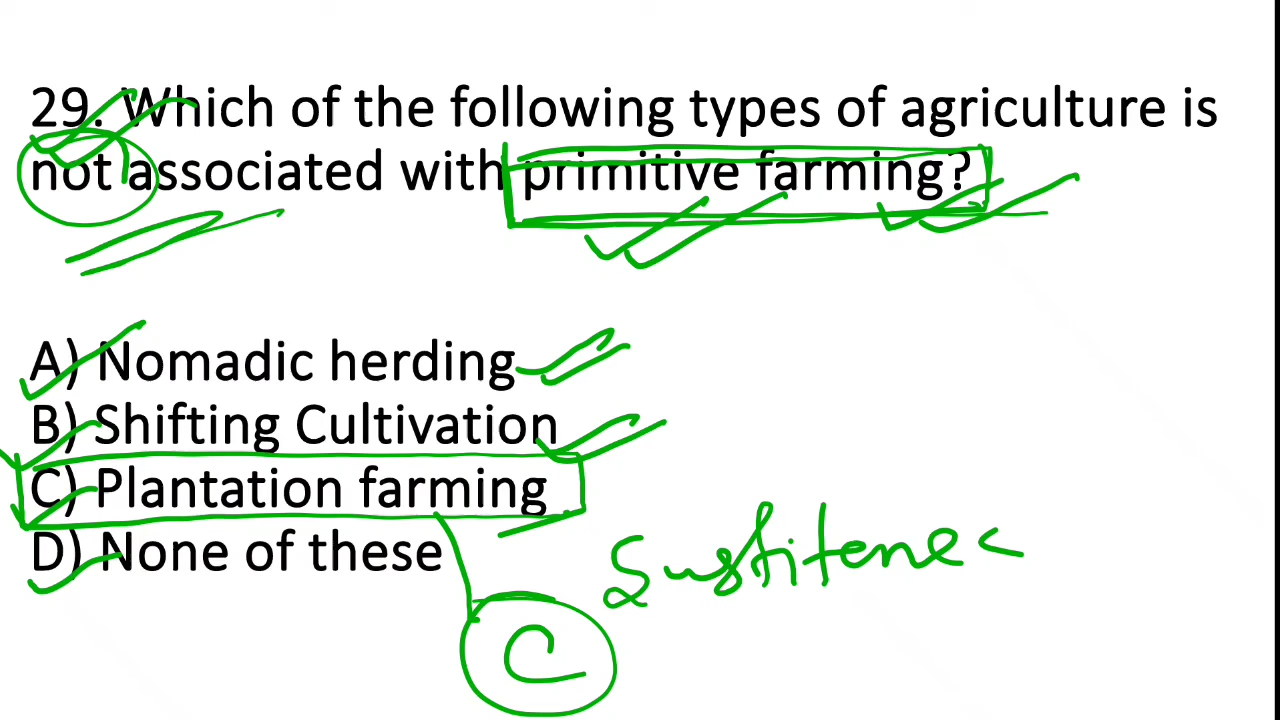 29. Which of the following types of agriculture is
not associated with primitive farming?
A) Nomadic herding
B) Shifting Cultivation
C) Plantation farming
D) None of these
C